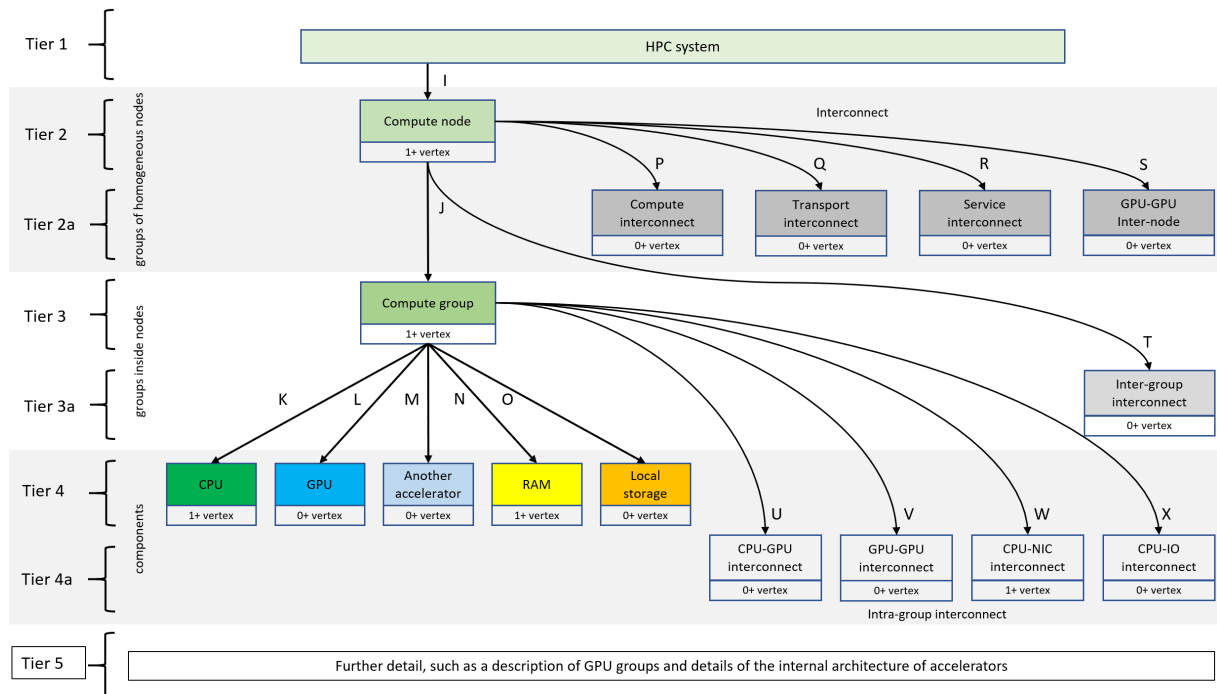 Tier 1
HPC system
I
groups of homogeneous nodes
Tier 2
Compute node
1+ vertex
Interconnect
P
Q
R
S
Tier 2a
J
Compute
interconnect
0+ vertex
Transport
interconnect
0+ vertex
Service
interconnect
0+ vertex
GPU-GPU
Inter-node
0+ vertex
groups inside nodes
Tier 3
Compute group
1+ vertex
T
Tier 3a
K
L
M
N
O
Inter-group
interconnect
0+ vertex
components
Tier 4
CPU
1+ vertex
GPU
0+ vertex
Another
accelerator
0+ vertex
RAM
1+ vertex
Local
storage
0+ vertex
U
V
W
X
Tier 4a
CPU-GPU
interconnect
0+ vertex
GPU-GPU
interconnect
0+ vertex
CPU-NIC
interconnect
1+ vertex
CPU-IO
interconnect
0+ vertex
Intra-group interconnect
Tier 5
Further detail, such as a description of GPU groups and details of the internal architecture of accelerators